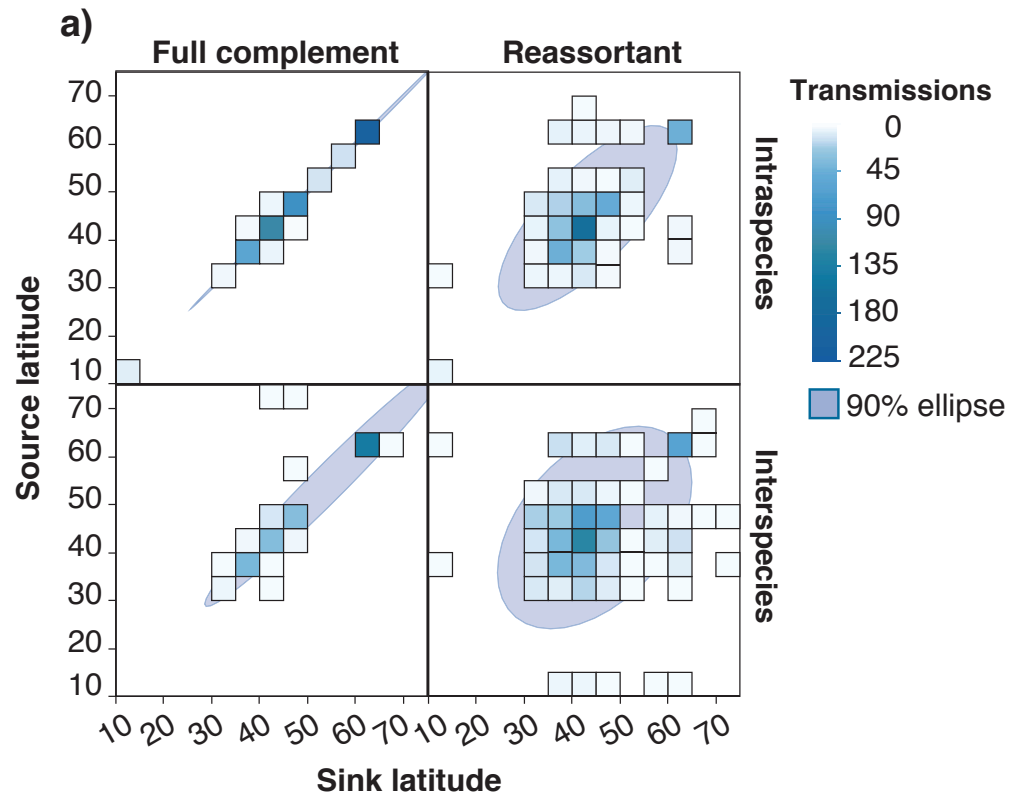 a)
Full complement
Reassortant
Transmissions
0
45
90
135
180
225
90% ellipse
Intraspecies
Interspecies
Source latitude
70
60
50
40
30
20
10
70
60
50
40
30
20
10
10 20 30 40 50 60 70 10 20 30 40 50 60 70
Sink latitude